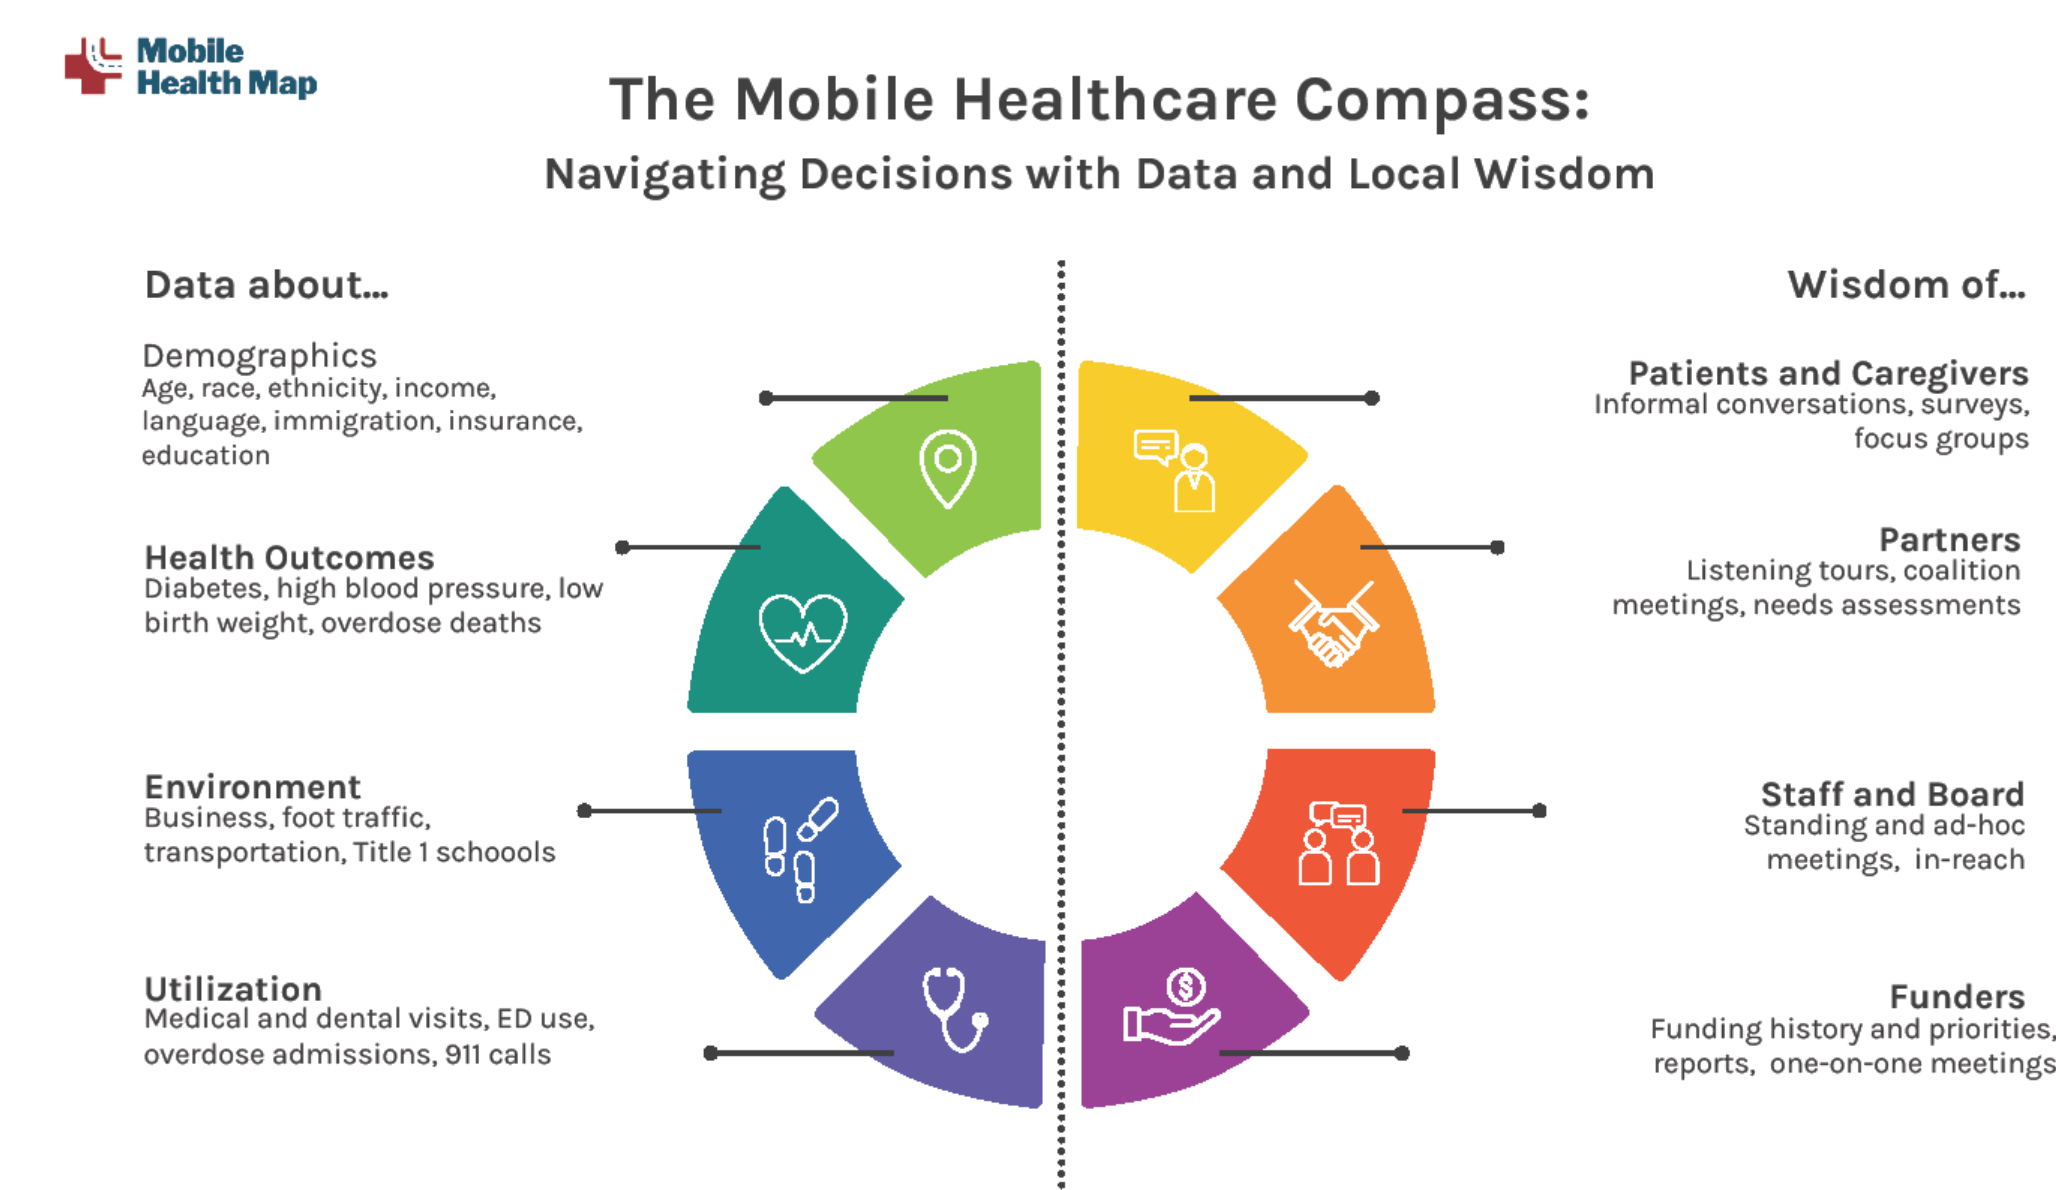 Mobile
Health Map
The Mobile Healthcare Compass:
Navigating Decisions with Data and Local Wisdom
Data about...
Demographics
Age, race, ethnicity, income,
language, immigration, insurance,
education
Health Outcomes
Diabetes, high blood pressure, low
birth weight, overdose deaths
Environment
Business, foot traffic,
transportation, Title 1 schoools
Utilization
Medical and dental visits, ED use,
overdose admissions, 911 calls
Wisdom of...
Patients and Caregivers
Informal conversations, surveys,
focus groups
Partners
Listening tours, coalition
meetings, needs assessments
Staff and Board
Standing and ad-hoc
meetings, in-reach
Funders
Funding history and priorities,
reports, one-on-one meetings
$